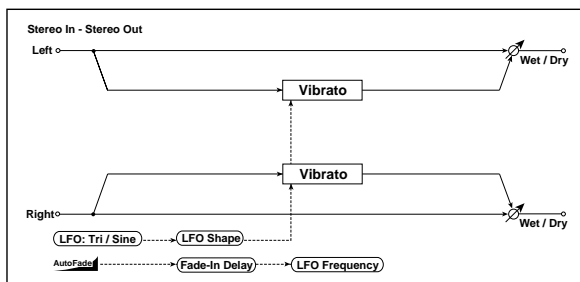 Stereo In - Stereo Out
Left
Wet / Dry
Vibrato
Vibrato
Right
Wet / Dry
LFO: Tri / Sine
LFO Shape
AutoFade
Fade-In Delay
LFO Frequency